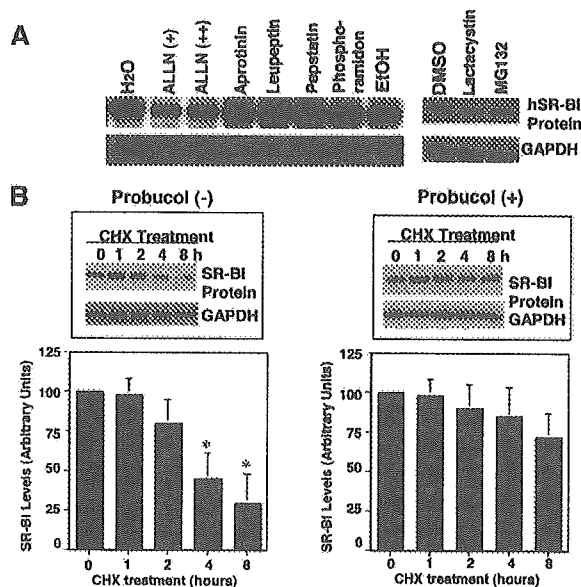 A
H2O
ALLN (+)
ALLN (++)
Aprotinin
Leupeptin
Pepstatin
Phospho-
ramidon
EtOH
DMSO
Lactacystin
MG132
hSR-BI
Protein
GAPDH
B
Probucol (-)
CHX Treatment
0 1 2 4 8 h
SR-BI
Protein
GAPDH
Probucol (+)
CHX Treatment
0 1 2 4 8 h
SR-BI
Protein
GAPDH
SR-BI Levels (Arbitrary Units)
125
100
75
50
25
0
* *
0 1 2 4 8
CHX treatment (hours)
SR-BI Levels (Arbitrary Units)
125
100
75
50
25
0
0 1 2 4 8
CHX treatment (hours)